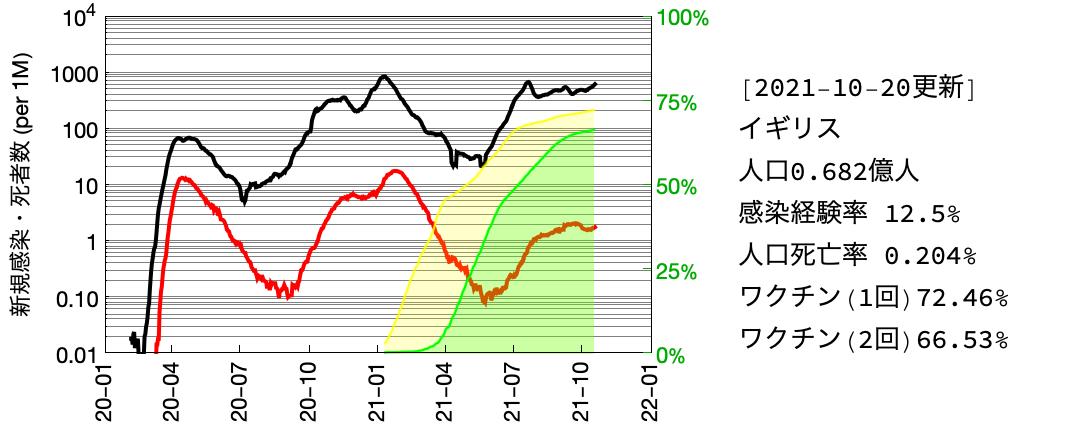 新規感染・死者数 (per 1M)
10⁴
1000
100
10
1
0.10
0.01
100%
75%
50%
25%
0%
20-01
20-04
20-07
20-10
21-01
21-04
21-07
21-10
22-01
[2021-10-20更新]
イギリス
人口0.682億人
感染経験率 12.5%
人口死亡率 0.204%
ワクチン(1回)72.46%
ワクチン(2回)66.53%